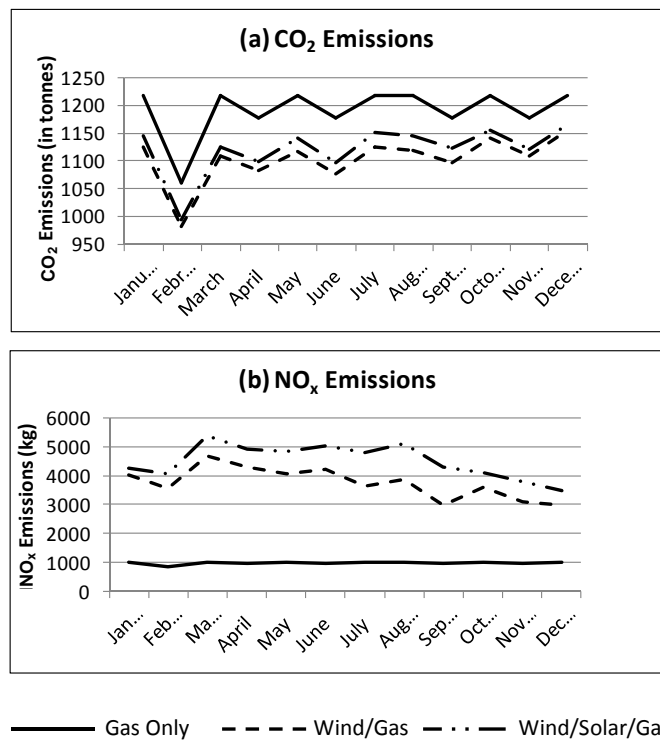 (a) CO₂ Emissions
CO₂ Emissions (in tonnes)
1250
1200
1150
1100
1050
1000
950
Janu...
Febr...
March
April
May
June
July
Aug...
Sept...
Octo...
Nov...
Dece...
(b) NOₓ Emissions
NOₓ Emissions (kg)
6000
5000
4000
3000
2000
1000
0
Jan...
Feb...
Ma...
April
May
June
July
Aug...
Sep...
Oct...
Nov...
Dec...
Gas Only Wind/Gas Wind/Solar/Ga